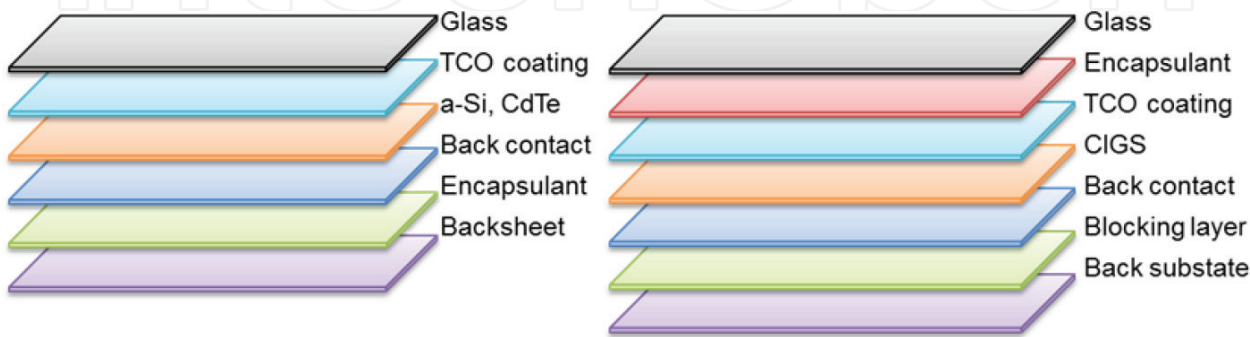 Glass
TCO coating
a-Si, CdTe
Back contact
Encapsulant
Backsheet
Glass
Encapsulant
TCO coating
CIGS
Back contact
Blocking layer
Back substate